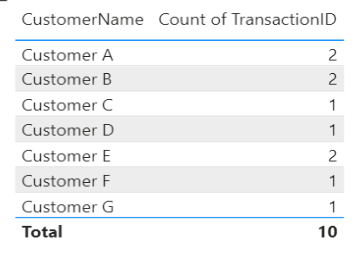 CustomerName Count of TransactionID
Customer A 2
Customer B 2
Customer C 1
Customer D 1
Customer E 2
Customer F 1
Customer G 1
Total 10